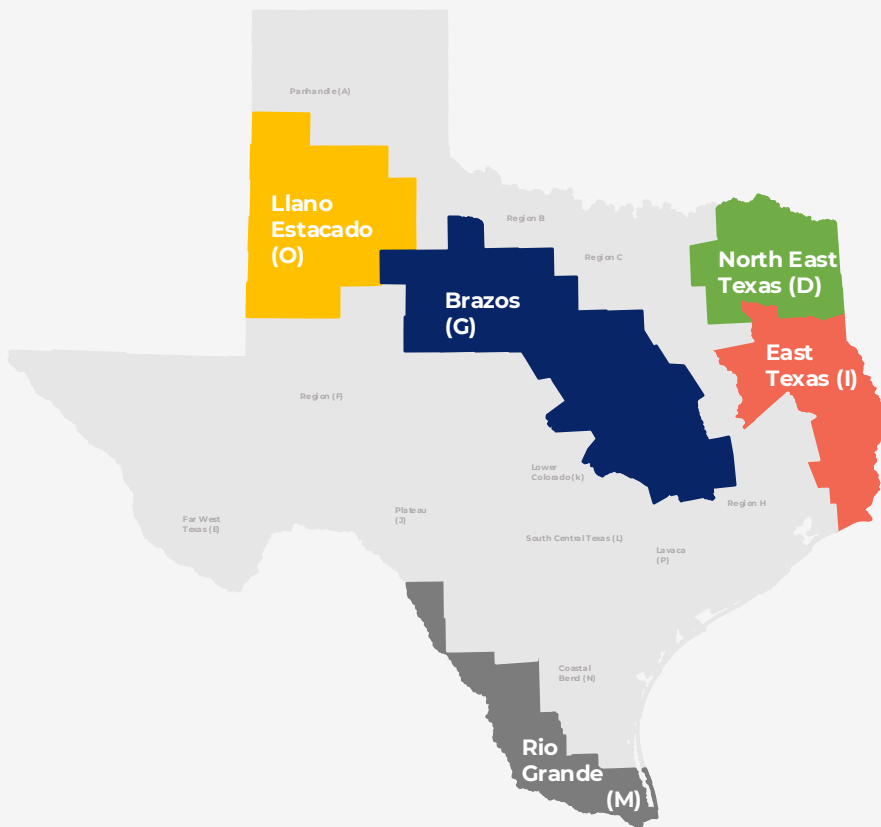 Panhandle (A)
Llano
Estacado
(O)
Region B
Region C
North East
Texas (D)
Brazos
(G)
East
Texas (I)
Region (F)
Lower
Colorado (k)
Region H
Plateau
(J)
Far West
Texas (E)
South Central Texas (L)
Lavaca
(P)
Coastal
Bend (N)
Rio
Grande
(M)